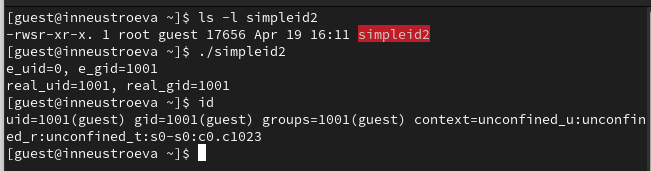 [guest@inneustroeva ~]$ ls -l simpleid2
-rwsr-xr-x. 1 root guest 17656 Apr 19 16:11 simpleid2
[guest@inneustroeva ~]$ ./simpleid2
e_uid=0, e_gid=1001
real_uid=1001, real_gid=1001
[guest@inneustroeva ~]$ id
uid=1001(guest) gid=1001(guest) groups=1001(guest) context=unconfined_u:unconfin
ed_r:unconfined_t:s0-s0:c0.c1023
[guest@inneustroeva ~]$